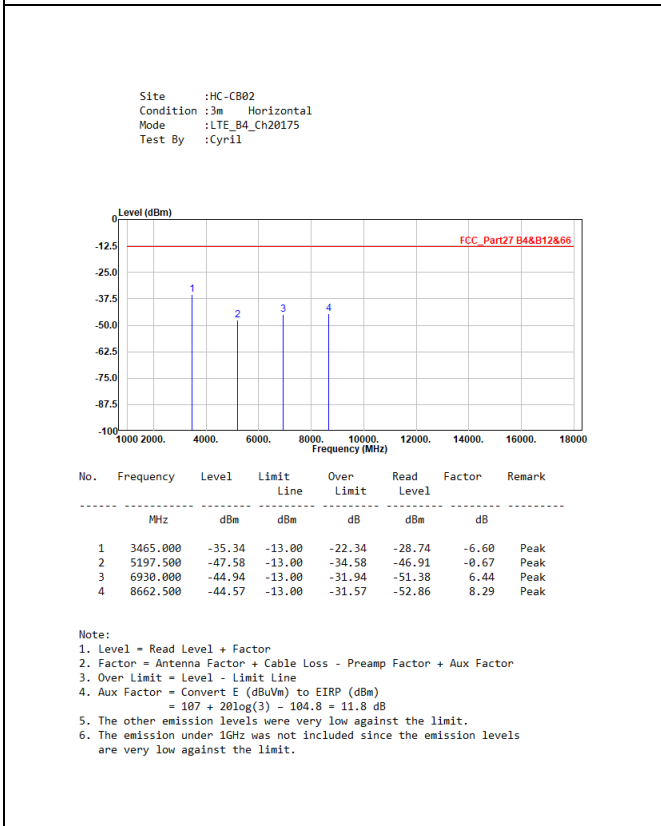 Site :HC-CB02
Condition :3m Horizontal
Mode :LTE_B4_Ch20175
Test By :Cyril
Level (dBm)
0
FCC_Part27 B4&B12&66
-12.5
-25.0
1
-37.5
2 3 4
-50.0
-62.5
-75.0
-87.5
-100
1000 2000. 4000. 6000. 8000. 10000. 12000. 14000. 16000. 18000
Frequency (MHz)
No. Frequency Level Limit Over Read Factor Remark
Line Limit Level
------ ----------- -------- --------- --------- -------- -------- ---------
MHz dBm dBm dB dBm dB
1 3465.000 -35.34 -13.00 -22.34 -28.74 -6.60 Peak
2 5197.500 -47.58 -13.00 -34.58 -46.91 -0.67 Peak
3 6930.000 -44.94 -13.00 -31.94 -51.38 6.44 Peak
4 8662.500 -44.57 -13.00 -31.57 -52.86 8.29 Peak
Note:
1. Level = Read Level + Factor
2. Factor = Antenna Factor + Cable Loss - Preamp Factor + Aux Factor
3. Over Limit = Level - Limit Line
4. Aux Factor = Convert E (dBuVm) to EIRP (dBm)
= 107 + 20log(3) – 104.8 = 11.8 dB
5. The other emission levels were very low against the limit.
6. The emission under 1GHz was not included since the emission levels
are very low against the limit.